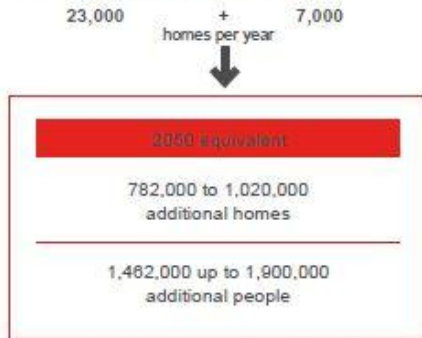 23,000 + 7,000
homes per year
2050 equivalent
782,000 to 1,020,000
additional homes
1,462,000 up to 1,900,000
additional people